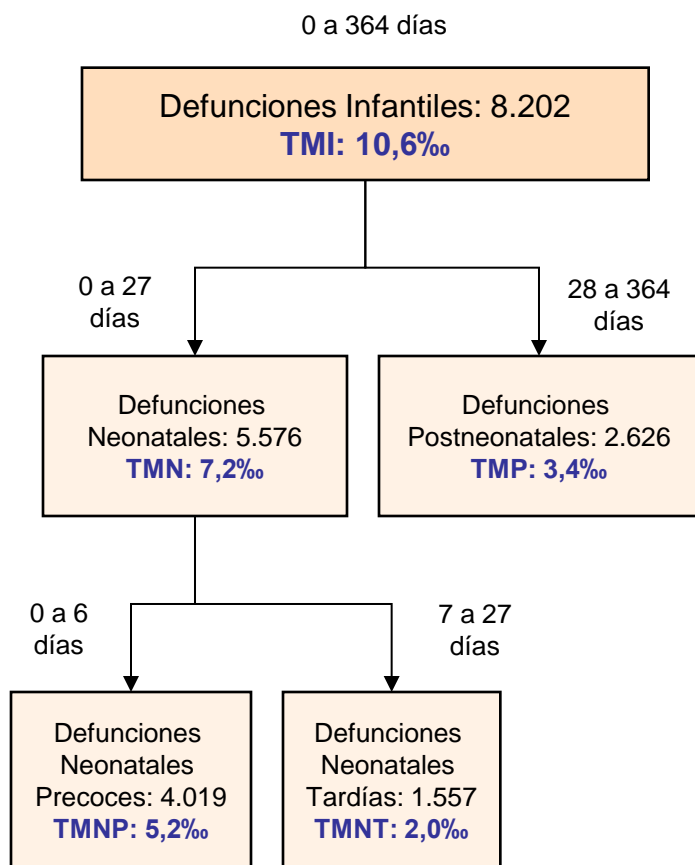 0 a 364 días
Defunciones Infantiles: 8.202
TMI: 10,6‰
0 a 27
días
28 a 364
días
Defunciones
Neonatales: 5.576
TMN: 7,2‰
Defunciones
Postneonatales: 2.626
TMP: 3,4‰
0 a 6
días
7 a 27
días
Defunciones
Neonatales
Precoces: 4.019
TMNP: 5,2‰
Defunciones
Neonatales
Tardías: 1.557
TMNT: 2,0‰